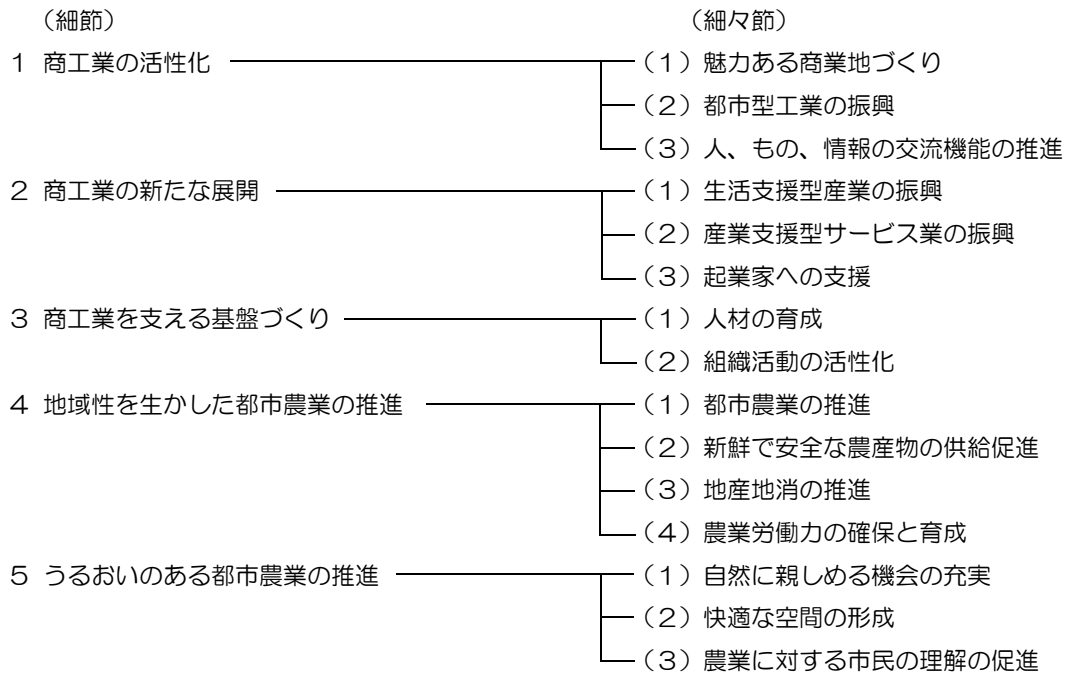 （細節） （細々節）
１ 商工業の活性化 （１）魅力ある商業地づくり
（２）都市型工業の振興
（３）人、もの、情報の交流機能の推進
２ 商工業の新たな展開 （１）生活支援型産業の振興
（２）産業支援型サービス業の振興
（３）起業家への支援
３ 商工業を支える基盤づくり （１）人材の育成
（２）組織活動の活性化
４ 地域性を生かした都市農業の推進 （１）都市農業の推進
（２）新鮮で安全な農産物の供給促進
（３）地産地消の推進
（４）農業労働力の確保と育成
５ うるおいのある都市農業の推進 （１）自然に親しめる機会の充実
（２）快適な空間の形成
（３）農業に対する市民の理解の促進